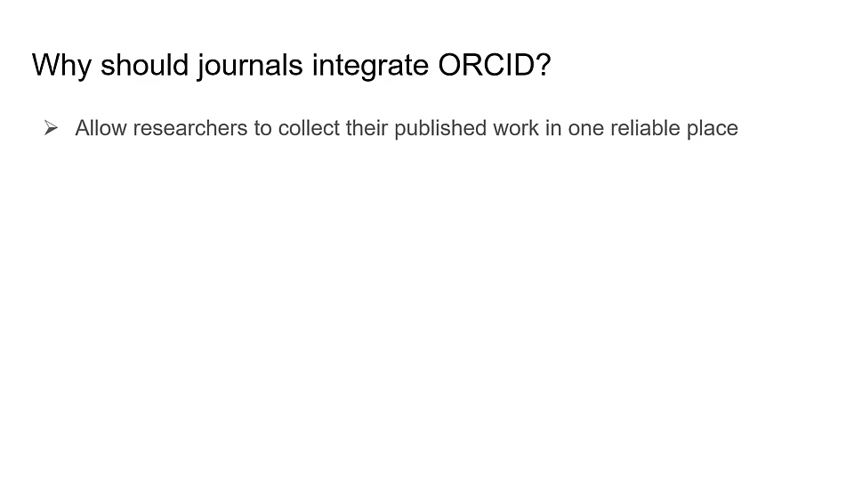 Why should journals integrate ORCID?
➢ Allow researchers to collect their published work in one reliable place